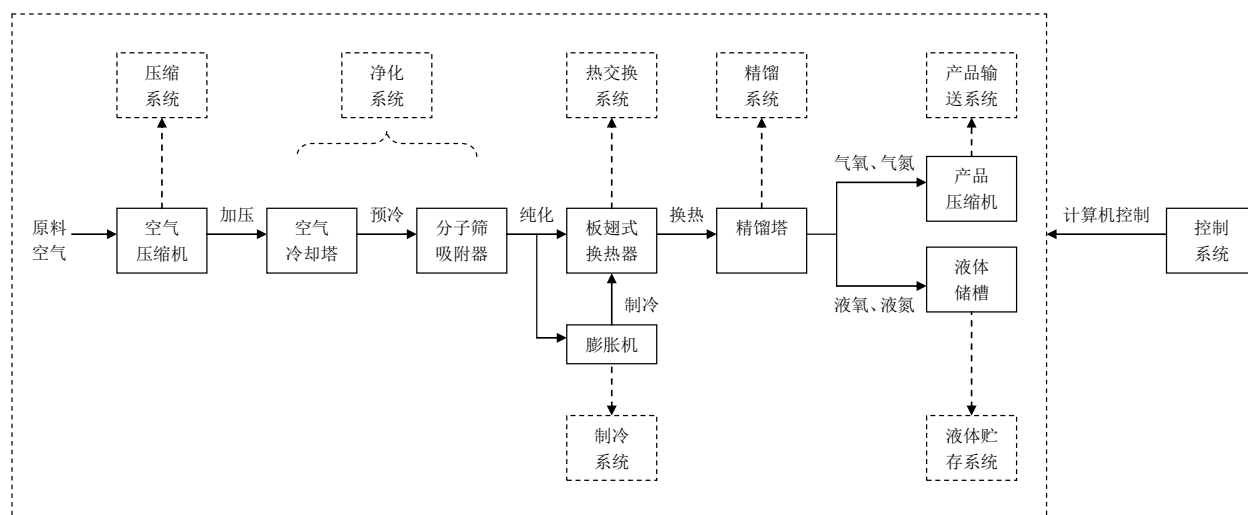 压缩
系统
净化
系统
热交换
系统
精馏
系统
产品输
送系统
气氧、气氮
产品
压缩机
原料
空气
空气
压缩机
加压
空气
冷却塔
预冷
分子筛
吸附器
纯化
板翅式
换热器
换热
精馏塔
计算机控制
控制
系统
液体
储槽
液氧、液氮
制冷
膨胀机
制冷
系统
液体贮
存系统